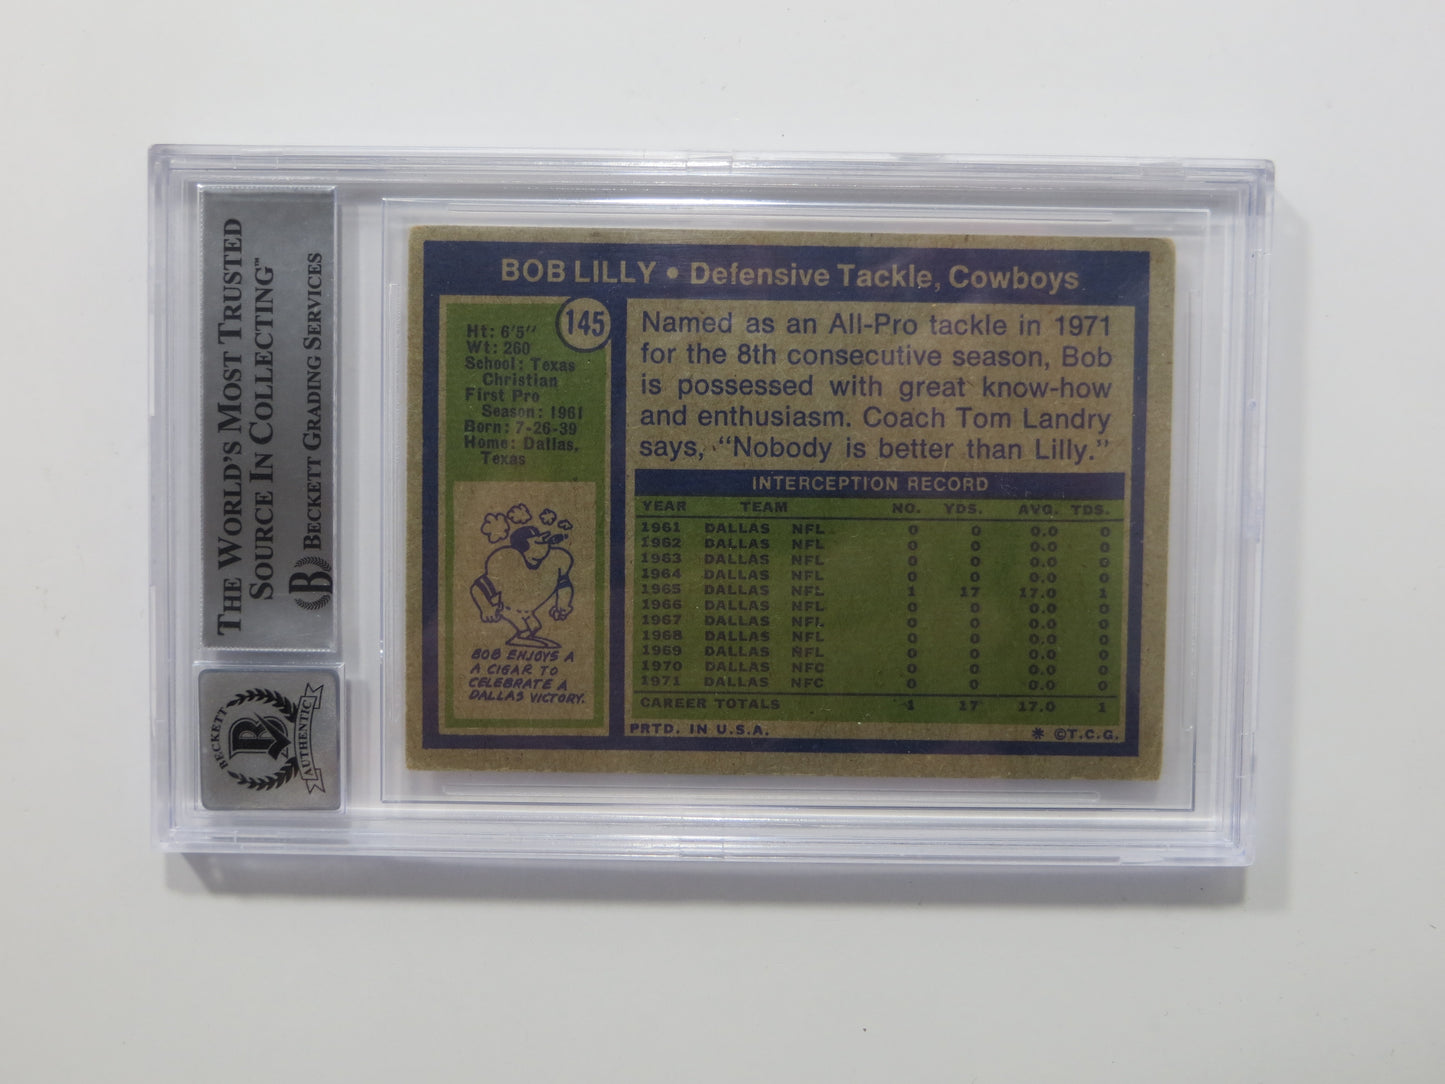 THE WORLD'S MOST TRUSTED
SOURCE IN COLLECTING™
BECKETT GRADING SERVICES
BECKETT
AUTHENTIC
BOB LILLY • Defensive Tackle, Cowboys
145
Ht: 6'5"
Wt: 260
School: Texas
Christian
First Pro
Season: 1961
Born: 7-26-39
Home: Dallas,
Texas
BOB ENJOYS A
A CIGAR TO
CELEBRATE A
DALLAS VICTORY.
Named as an All-Pro tackle in 1971
for the 8th consecutive season, Bob
is possessed with great know-how
and enthusiasm. Coach Tom Landry
says, "Nobody is better than Lilly."
INTERCEPTION RECORD
YEAR TEAM NO. YDS. AVG. TDS.
1961 DALLAS NFL 0 0 0.0 0
1962 DALLAS NFL 0 0 0.0 0
1963 DALLAS NFL 0 0 0.0 0
1964 DALLAS NFL 0 0 0.0 0
1965 DALLAS NFL 1 17 17.0 1
1966 DALLAS NFL 0 0 0.0 0
1967 DALLAS NFL 0 0 0.0 0
1968 DALLAS NFL 0 0 0.0 0
1969 DALLAS NFL 0 0 0.0 0
1970 DALLAS NFC 0 0 0.0 0
1971 DALLAS NFC 0 0 0.0 0
CAREER TOTALS 1 17 17.0 1
PRTD. IN U.S.A.
* ©T.C.G.